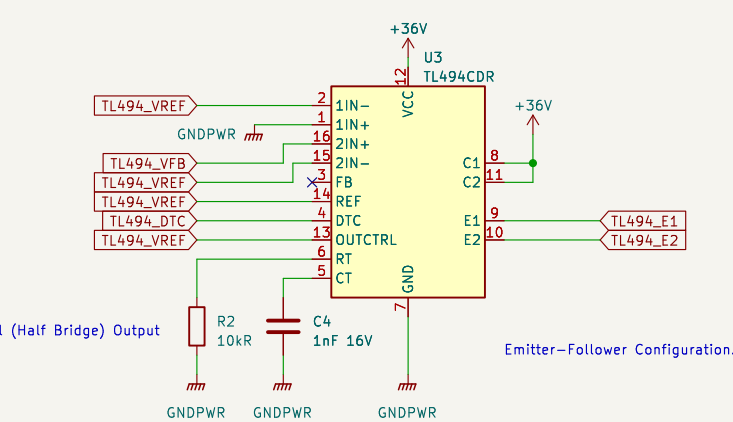 +36V
U3
TL494CDR
12
VCC
TL494_VREF
2
1IN-
+36V
1
1IN+
GNDPWR
16
2IN+
TL494_VFB
15
2IN-
8
C1
TL494_VREF
3
FB
11
C2
TL494_VREF
14
REF
TL494_DTC
4
DTC
9
E1
TL494_E1
TL494_VREF
13
OUTCTRL
10
E2
TL494_E2
6
RT
5
CT
GND
7
R2
10kR
C4
1nF 16V
l (Half Bridge) Output
Emitter-Follower Configuration.
GNDPWR
GNDPWR
GNDPWR